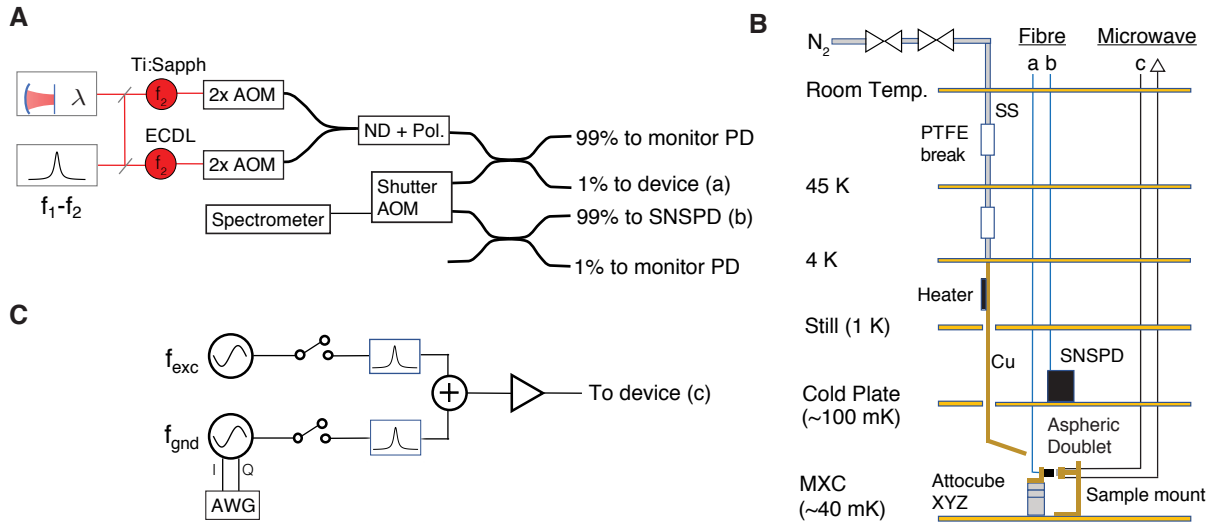 A
Ti:Sapph
λ
f2
2x AOM
ECDL
f2
2x AOM
f1-f2
ND + Pol.
99% to monitor PD
1% to device (a)
Shutter
AOM
Spectrometer
99% to SNSPD (b)
1% to monitor PD
B
N2
Fibre
Microwave
a
b
c
Room Temp.
SS
PTFE
break
45 K
4 K
Heater
Still (1 K)
Cu
SNSPD
Cold Plate
(~100 mK)
Aspheric
Doublet
MXC
(~40 mK)
Attocube
XYZ
Sample mount
C
fexc
To device (c)
fgnd
I
Q
AWG